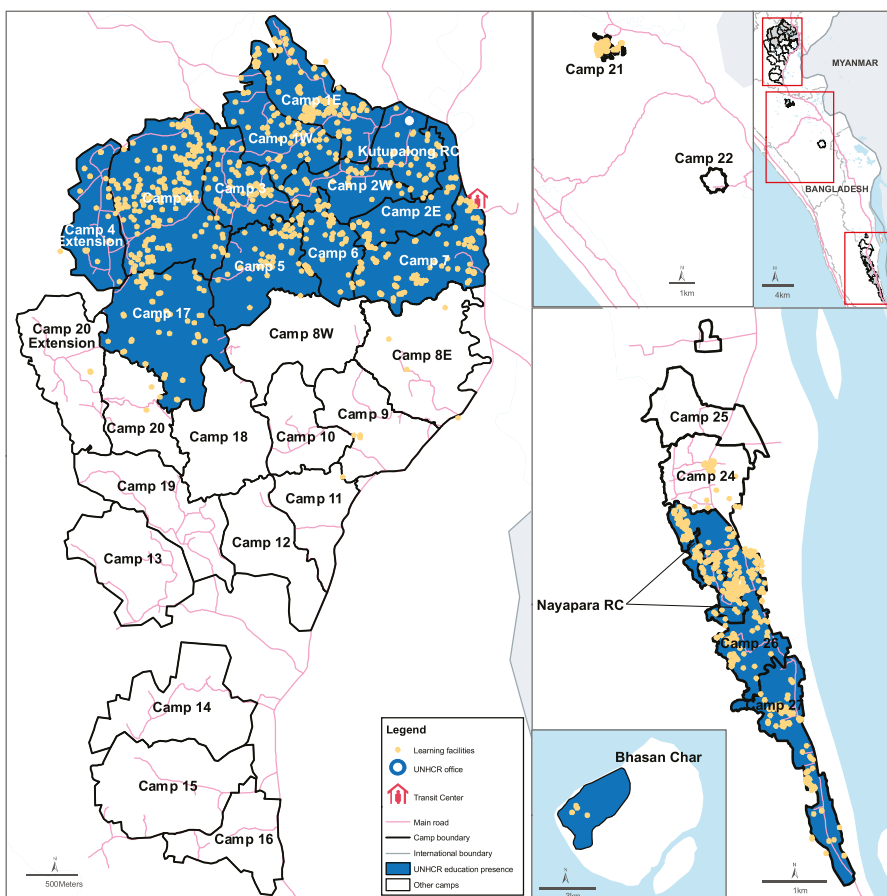 Camp 1E
Camp 1W
Kutupalong RC
Camp 4
Camp 3
Camp 2W
Camp 2E
Camp 4
Extension
Camp 5
Camp 6
Camp 7
Camp 17
Camp 20
Extension
Camp 8W
Camp 8E
Camp 20
Camp 18
Camp 10
Camp 9
Camp 19
Camp 11
Camp 12
Camp 13
Camp 14
Camp 15
Camp 16
N
500Meters
Legend
Learning facilities
UNHCR office
Transit Center
Main road
Camp boundary
International boundary
UNHCR education presence
Other camps
Camp 21
Camp 22
N
1km
MYANMAR
BANGLADESH
N
4km
Camp 25
Camp 24
Nayapara RC
Camp 26
Camp 27
N
1km
Bhasan Char
N